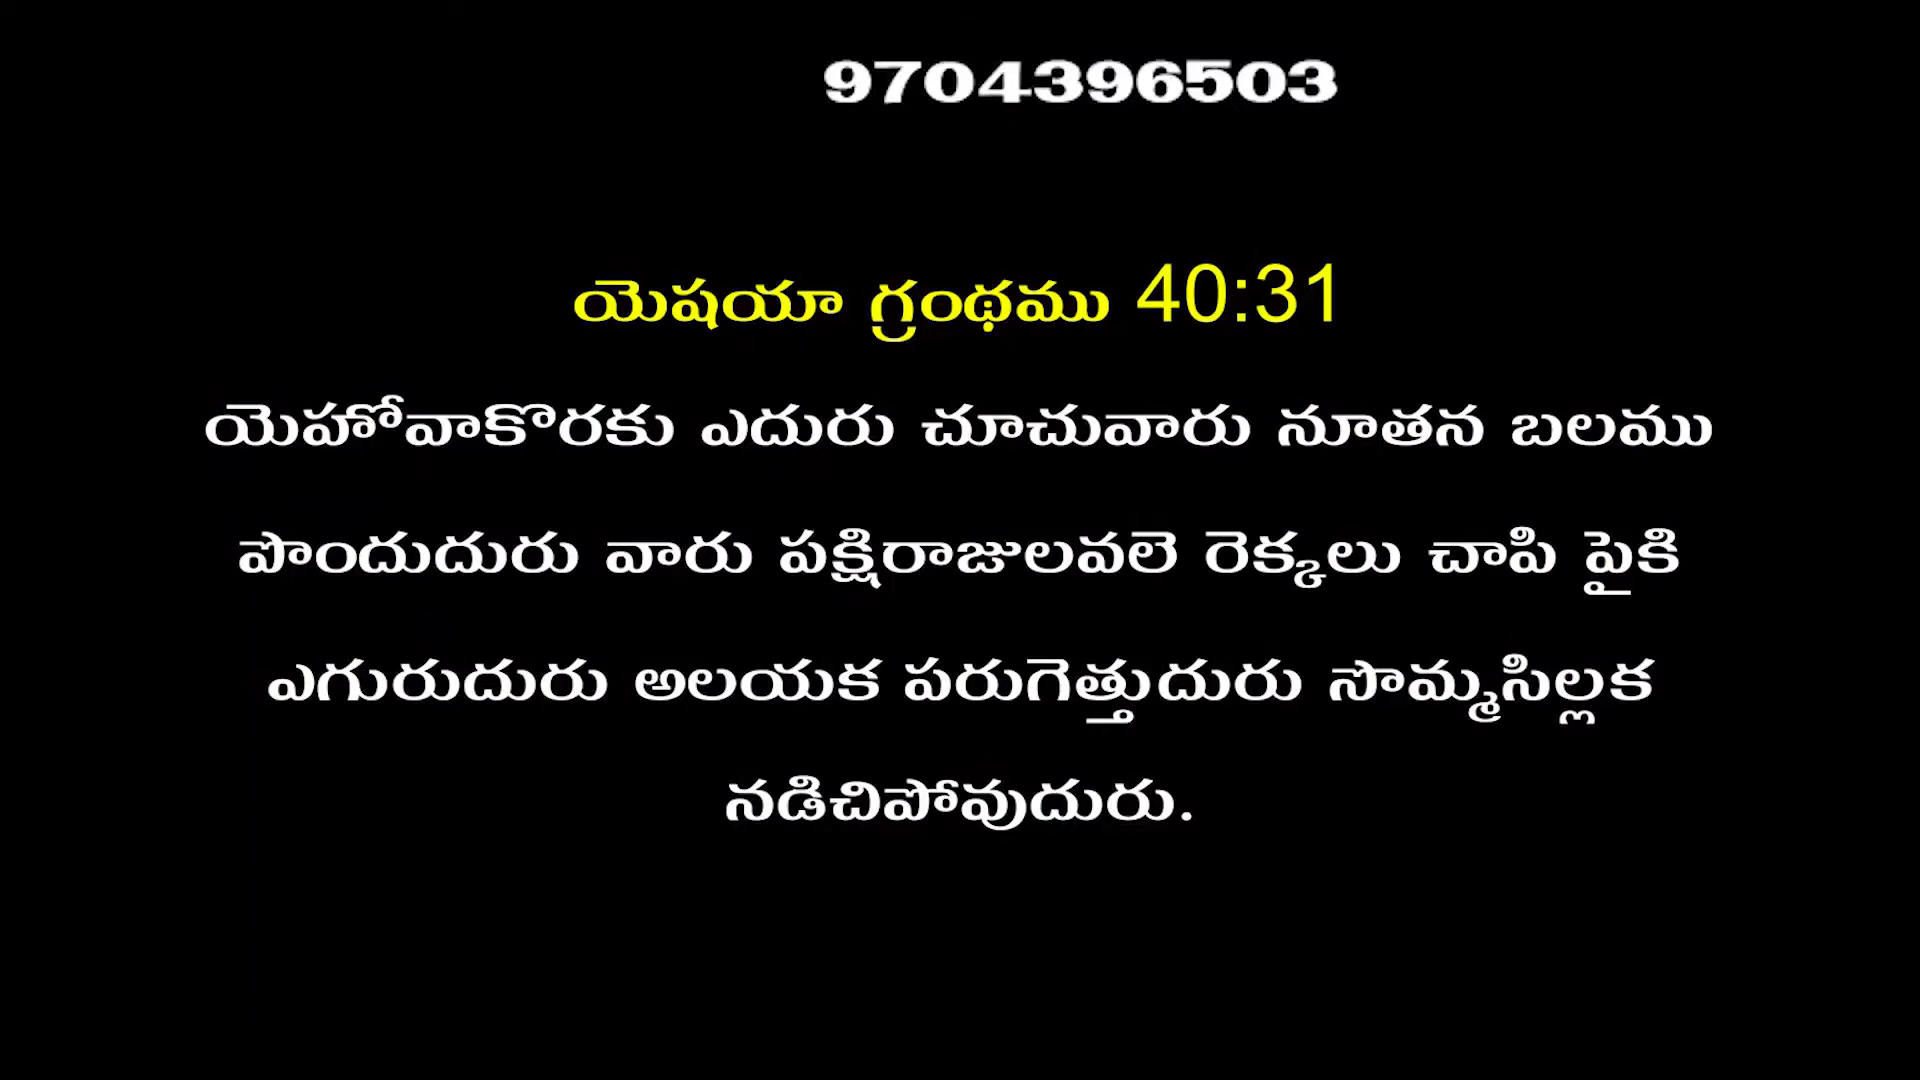 9704396503
యెషయా గ్రంథము 40:31
యెహోవాకొరకు ఎదురు చూచువారు నూతన బలము
పొందుదురు వారు పక్షిరాజులవలె రెక్కలు చాపి పైకి
ఎగురుదురు అలయక పరుగెత్తుదురు సొమ్మసిల్లక
నడిచిపోవుదురు.